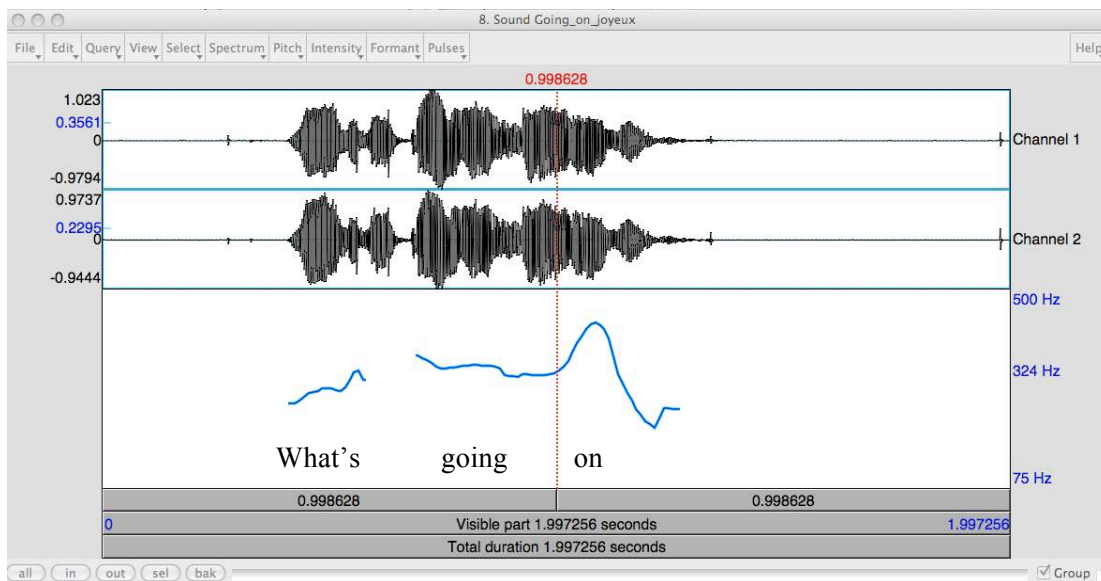 8. Sound Going_on_joyeux
File Edit Query View Select Spectrum Pitch Intensity Formant Pulses Help
0.998628
1.023
0.3561
0
-0.9794
Channel 1
0.9737
0.2295
0
-0.9444
Channel 2
500 Hz
324 Hz
What's going on
75 Hz
0.998628 0.998628
0 Visible part 1.997256 seconds 1.997256
Total duration 1.997256 seconds
all in out sel bak Group